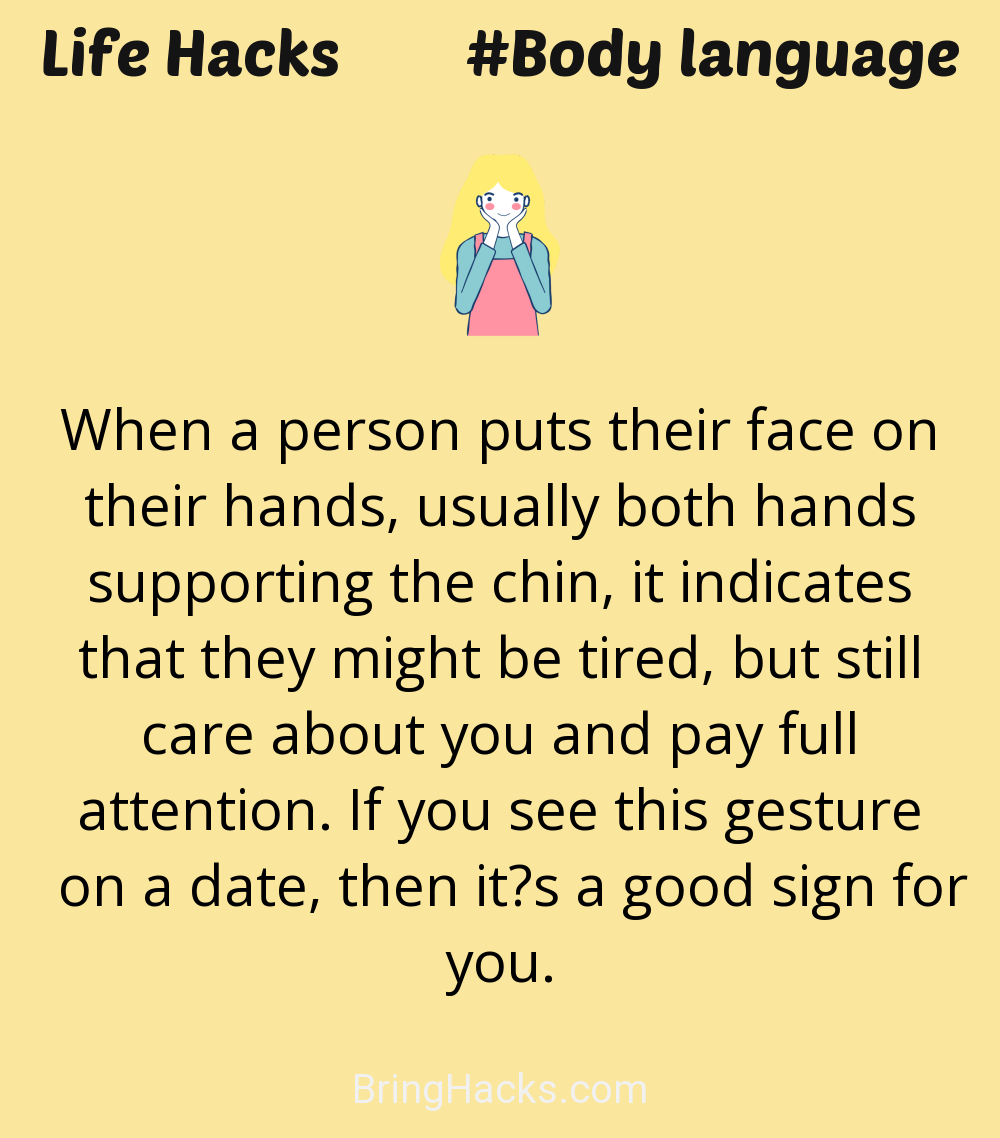 Life Hacks #Body language
When a person puts their face on
their hands, usually both hands
supporting the chin, it indicates
that they might be tired, but still
care about you and pay full
attention. If you see this gesture
on a date, then it?s a good sign for
you.
BringHacks.com